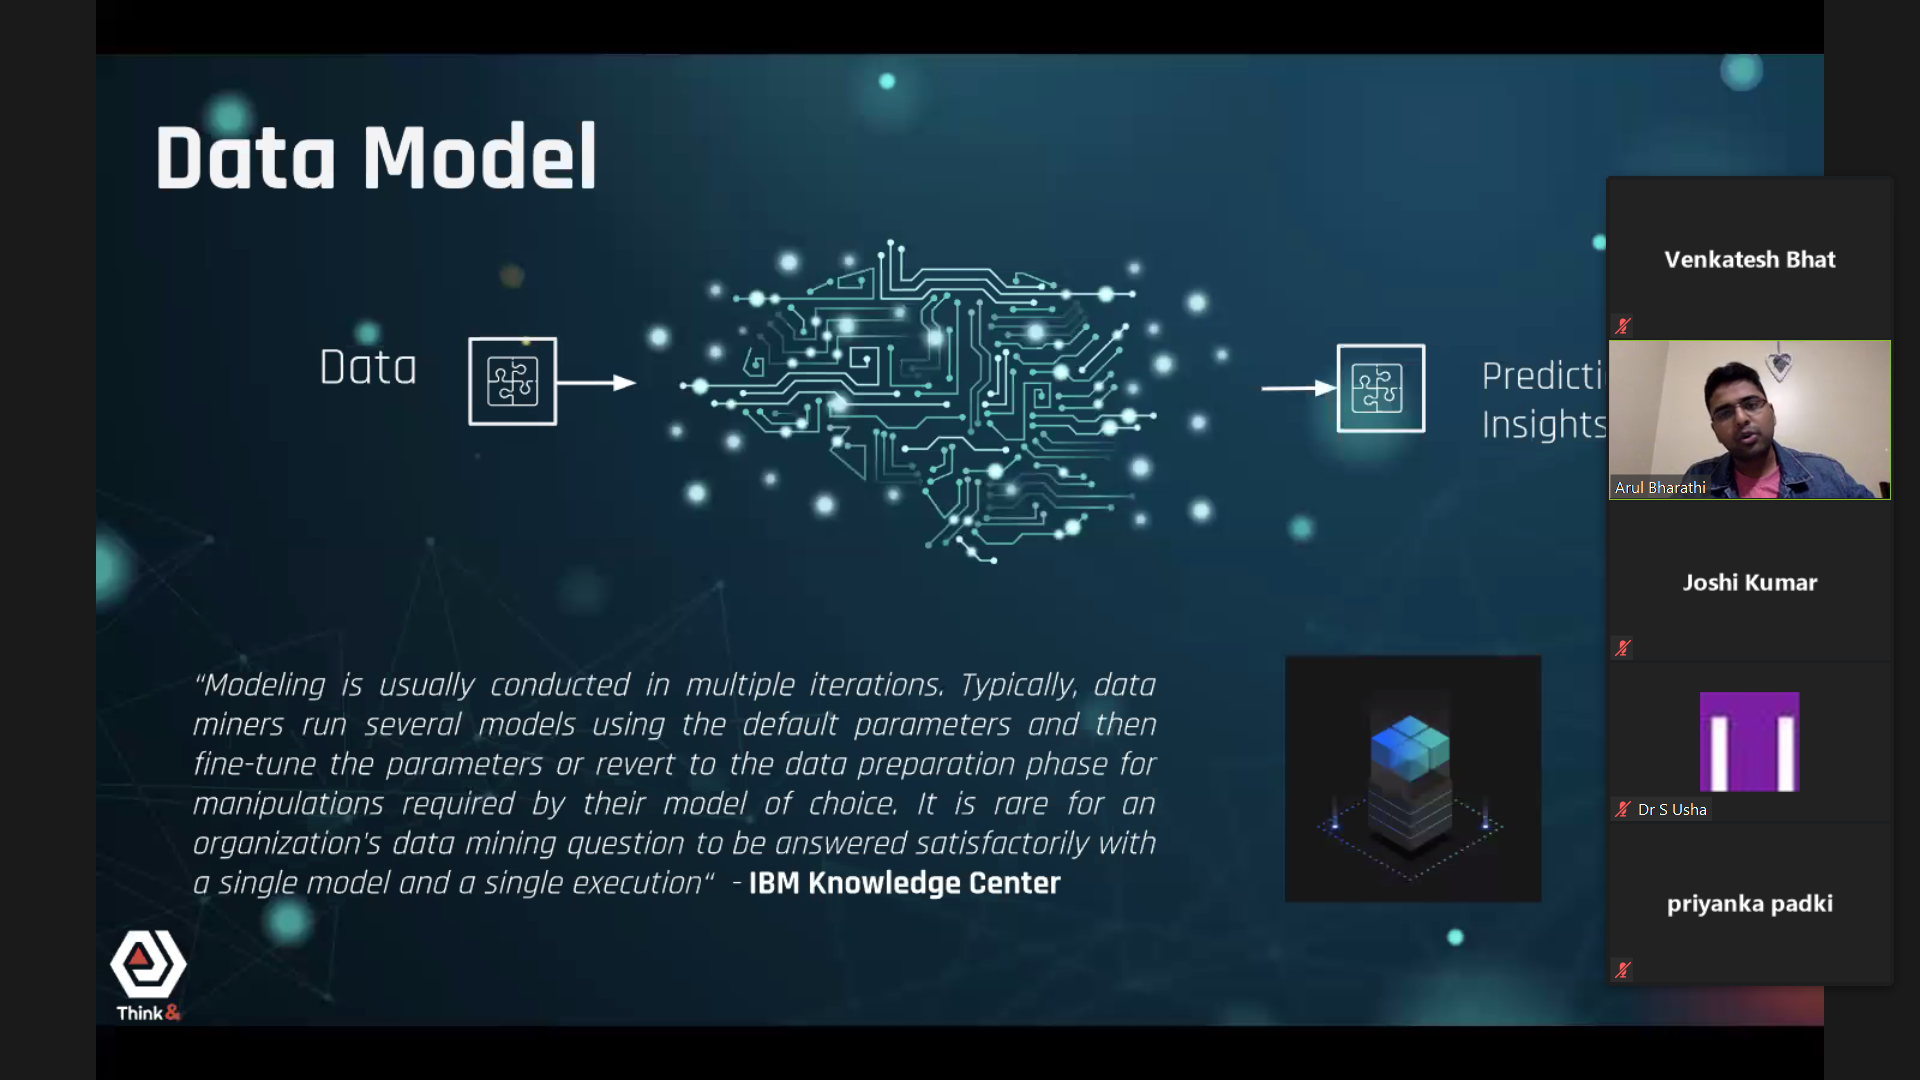 Data Model
Data
Predicti
Insights
“Modeling is usually conducted in multiple iterations. Typically, data
miners run several models using the default parameters and then
fine-tune the parameters or revert to the data preparation phase for
manipulations required by their model of choice. It is rare for an
organization's data mining question to be answered satisfactorily with
a single model and a single execution“ - IBM Knowledge Center
Think&
Venkatesh Bhat
Arul Bharathi
Joshi Kumar
Dr S Usha
priyanka padki